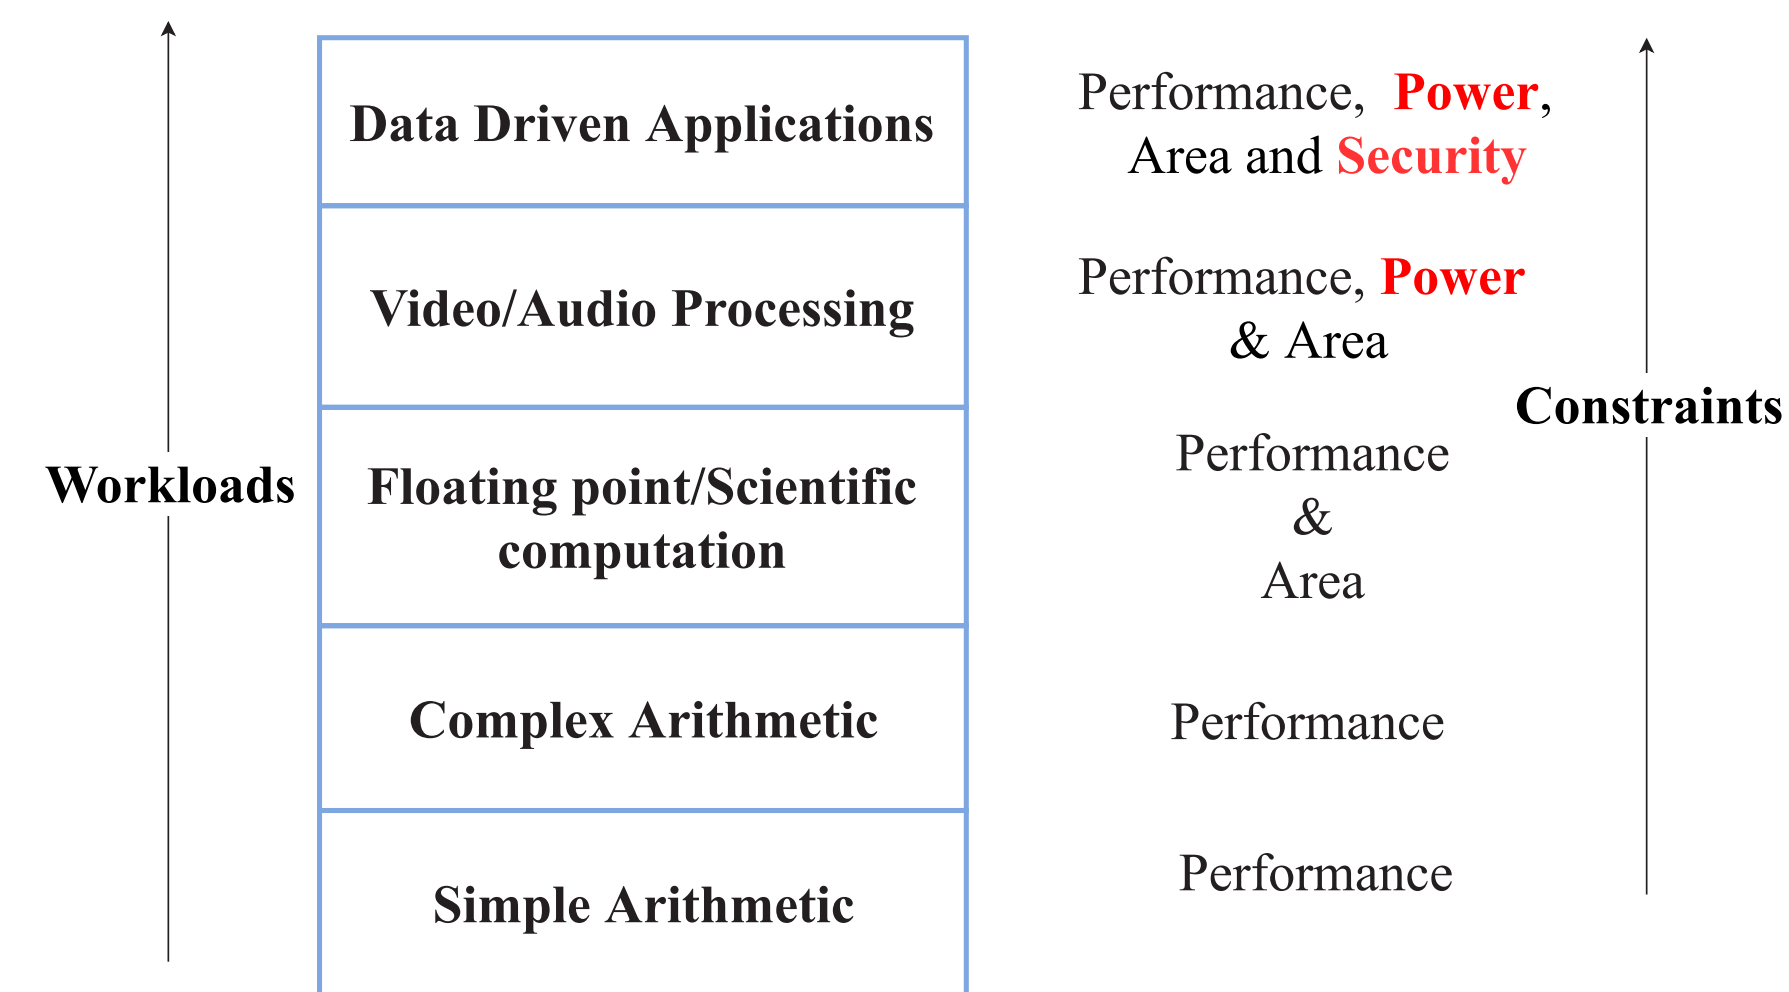 Data Driven Applications
Performance, Power,
Area and Security
Video/Audio Processing
Performance, Power
& Area
Constraints
Workloads
Floating point/Scientific
computation
Performance
&
Area
Complex Arithmetic
Performance
Simple Arithmetic
Performance